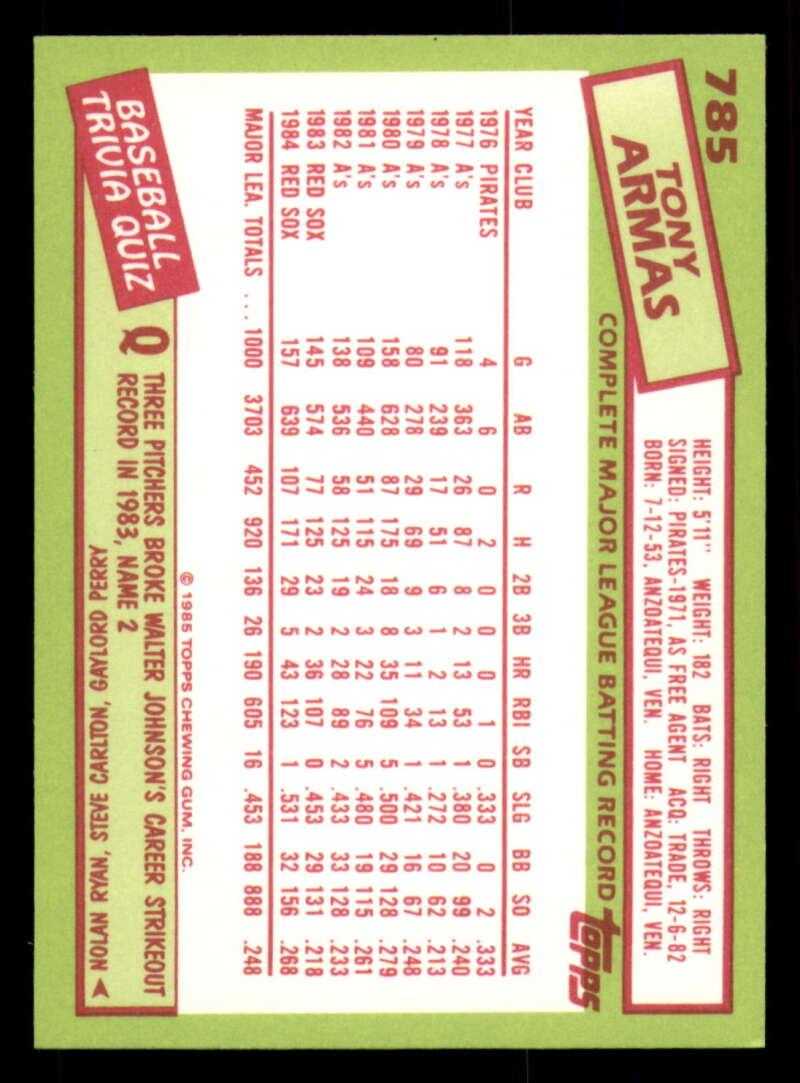 785
TONY
ARMAS
HEIGHT: 5'11" WEIGHT: 182 BATS: RIGHT THROWS: RIGHT
SIGNED: PIRATES-1971, AS FREE AGENT ACQ: TRADE, 12-6-82
BORN: 7-12-53, ANZOATEQUI, VEN. HOME: ANZOATEQUI, VEN.
COMPLETE MAJOR LEAGUE BATTING RECORD topps
YEAR CLUB G AB R H 2B 3B HR RBI SB SLG BB SO AVG
1976 PIRATES 4 6 0 2 0 0 0 1 0 .333 0 2 .333
1977 A's 118 363 26 87 8 2 13 53 1 .380 20 99 .240
1978 A's 91 239 17 51 6 1 2 13 1 .272 10 62 .213
1979 A's 80 278 29 69 9 3 11 34 1 .421 16 67 .248
1980 A's 158 628 87 175 18 8 35 109 5 .500 29 128 .279
1981 A's 109 440 51 115 24 3 22 76 5 .480 19 115 .261
1982 A's 138 536 58 125 19 2 28 89 2 .433 33 128 .233
1983 RED SOX 145 574 77 125 23 2 36 107 0 .453 29 131 .218
1984 RED SOX 157 639 107 171 29 5 43 123 1 .531 32 156 .268
MAJOR LEA. TOTALS ... 1000 3703 452 920 136 26 190 605 16 .453 188 888 .248
© 1985 TOPPS CHEWING GUM, INC.
BASEBALL
TRIVIA QUIZ
Q THREE PITCHERS BROKE WALTER JOHNSON'S CAREER STRIKEOUT
RECORD IN 1983, NAME 2
NOLAN RYAN, STEVE CARLTON, GAYLORD PERRY